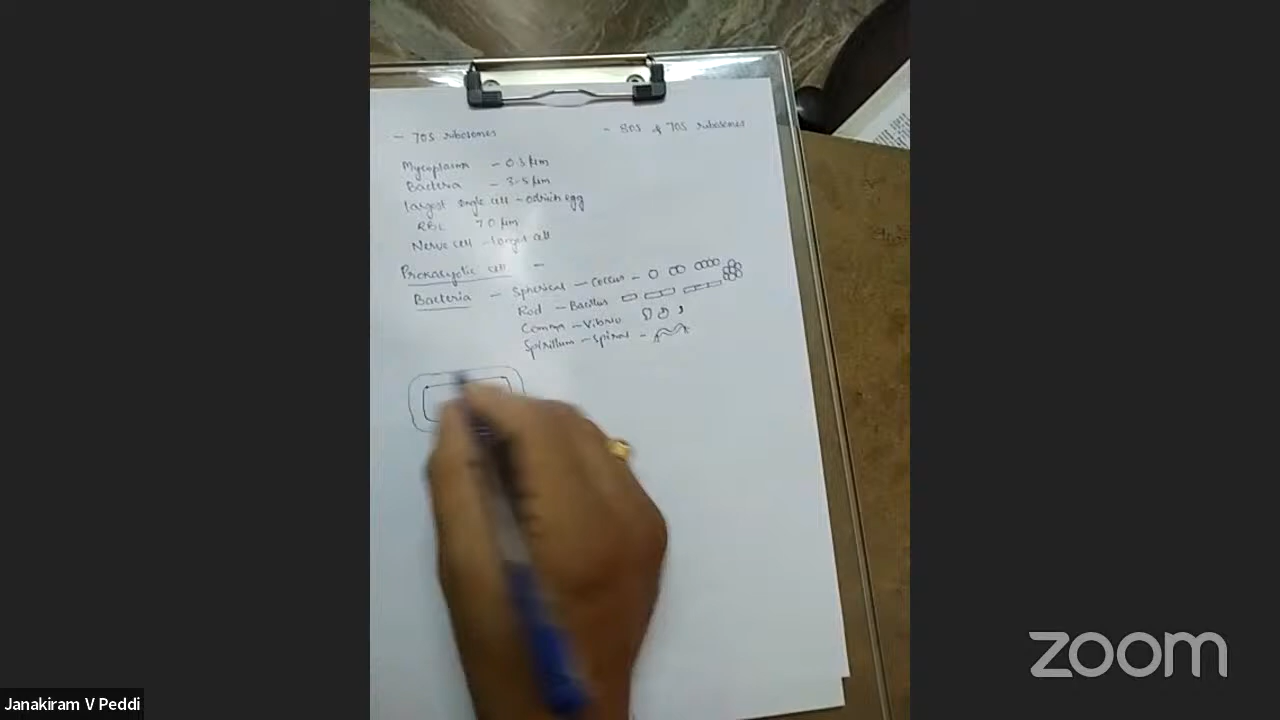 - 70S ribosomes - 80S & 70S ribosomes
Mycoplasma - 0.3 µm
Bacteria - 3-5 µm
largest single cell - ostrich egg
RBC 7.0 µm
Nerve cell - longest cell
Prokaryotic cell -
Bacteria - Spherical - Coccus -
Rod - Bacillus
Comma - Vibrio
Spirillum - Spiral -
zoom
Janakiram V Peddi